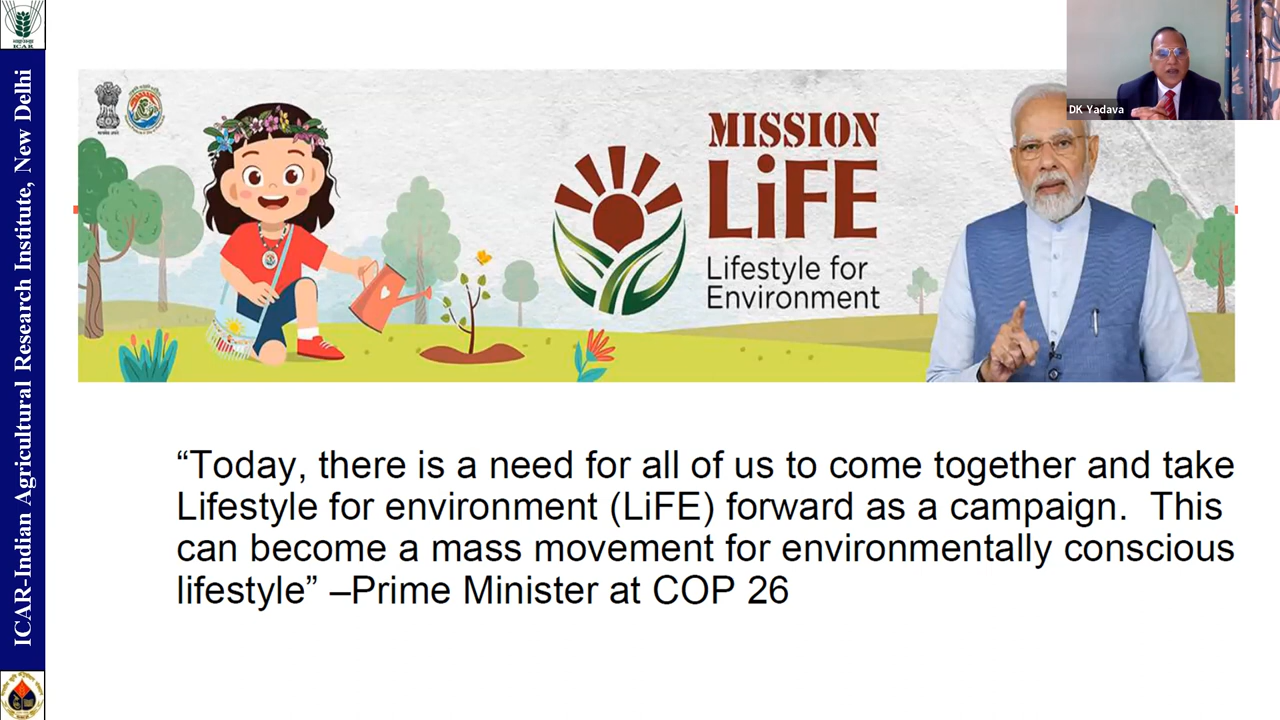 ICAR
ICAR-Indian Agricultural Research Institute, New Delhi
DK Yadava
MISSION
LiFE
Lifestyle for
Environment
“Today, there is a need for all of us to come together and take
Lifestyle for environment (LiFE) forward as a campaign.  This
can become a mass movement for environmentally conscious
lifestyle” –Prime Minister at COP 26